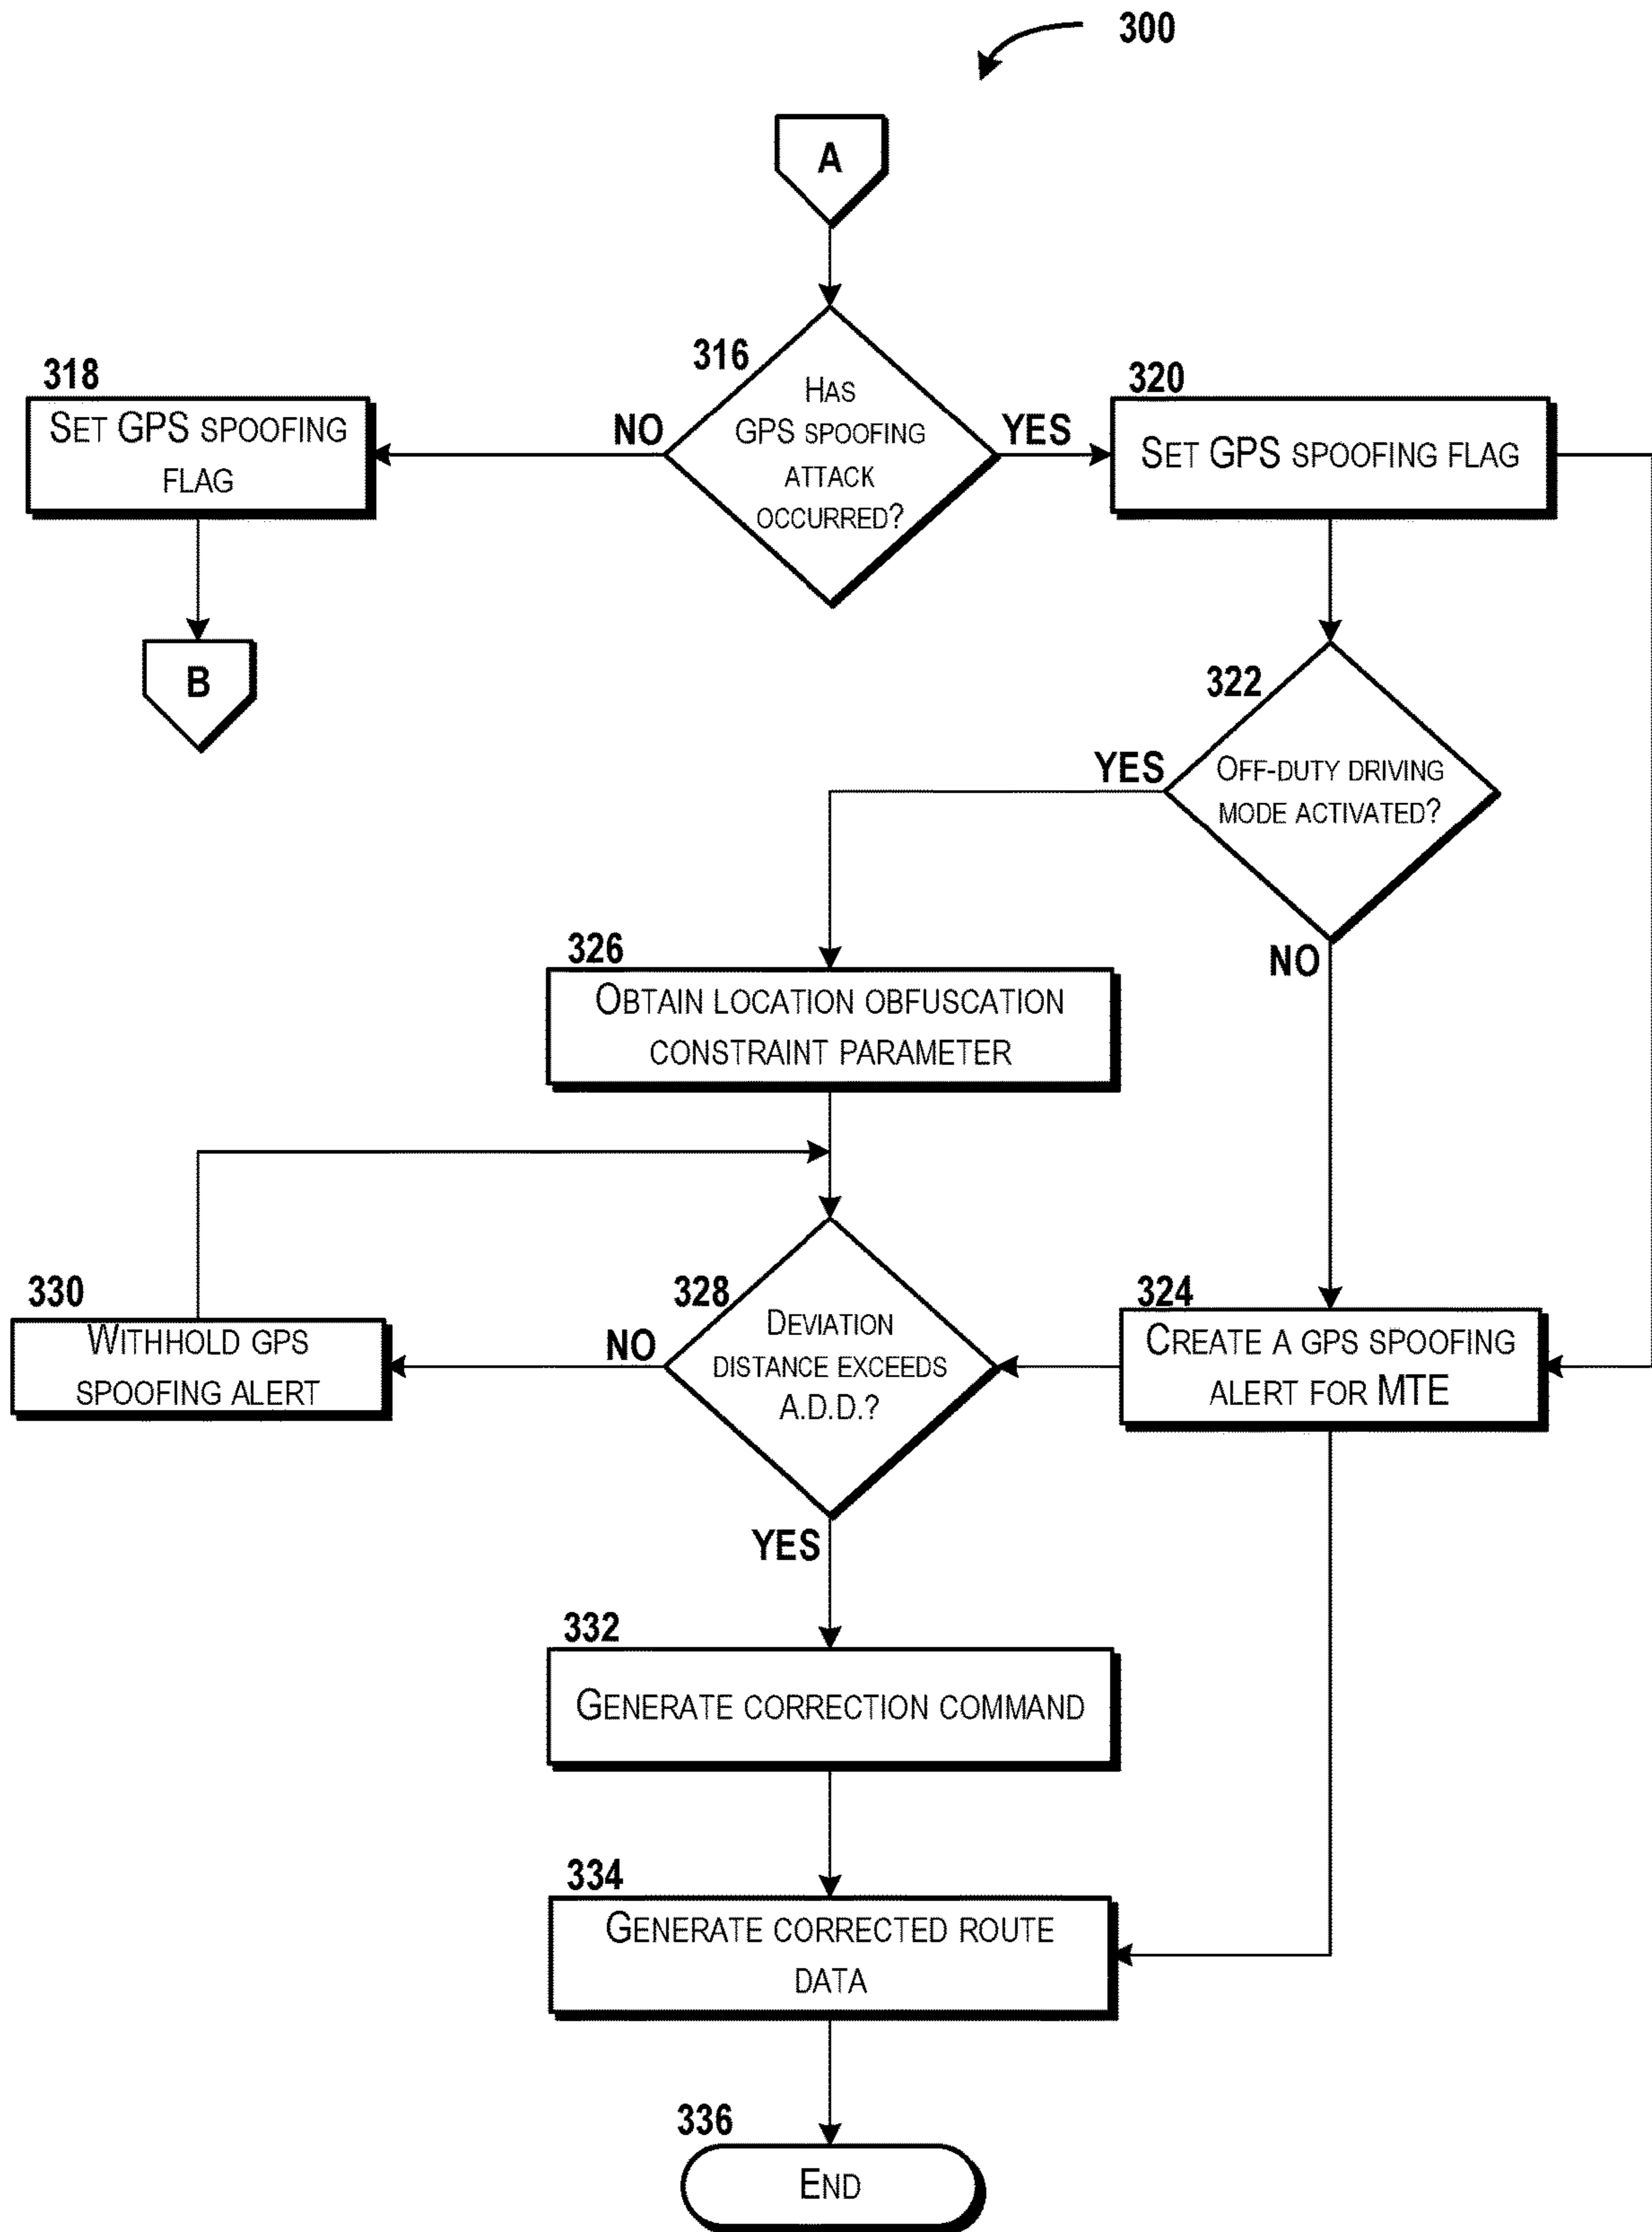 300
A
316
HAS
GPS SPOOFING
ATTACK
OCCURRED?
NO
YES
318
SET GPS SPOOFING
FLAG
B
320
SET GPS SPOOFING FLAG
322
OFF-DUTY DRIVING
MODE ACTIVATED?
YES
NO
326
OBTAIN LOCATION OBFUSCATION
CONSTRAINT PARAMETER
328
DEVIATION
DISTANCE EXCEEDS
A.D.D.?
NO
YES
330
WITHHOLD GPS
SPOOFING ALERT
324
CREATE A GPS SPOOFING
ALERT FOR MTE
332
GENERATE CORRECTION COMMAND
334
GENERATE CORRECTED ROUTE
DATA
336
END